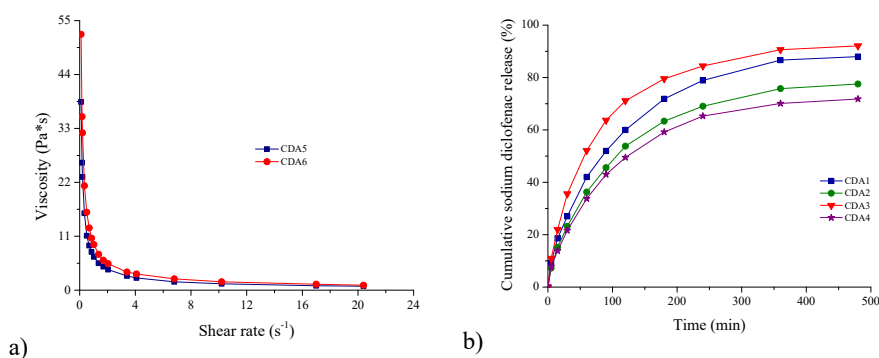 a)
Viscosity (Pa*s)
55
44
33
22
11
0
0 4 8 12 16 20 24
Shear rate (s⁻¹)
CDA5
CDA6
b)
Cumulative sodium diclofenac release (%)
100
80
60
40
20
0
0 100 200 300 400 500
Time (min)
CDA1
CDA2
CDA3
CDA4